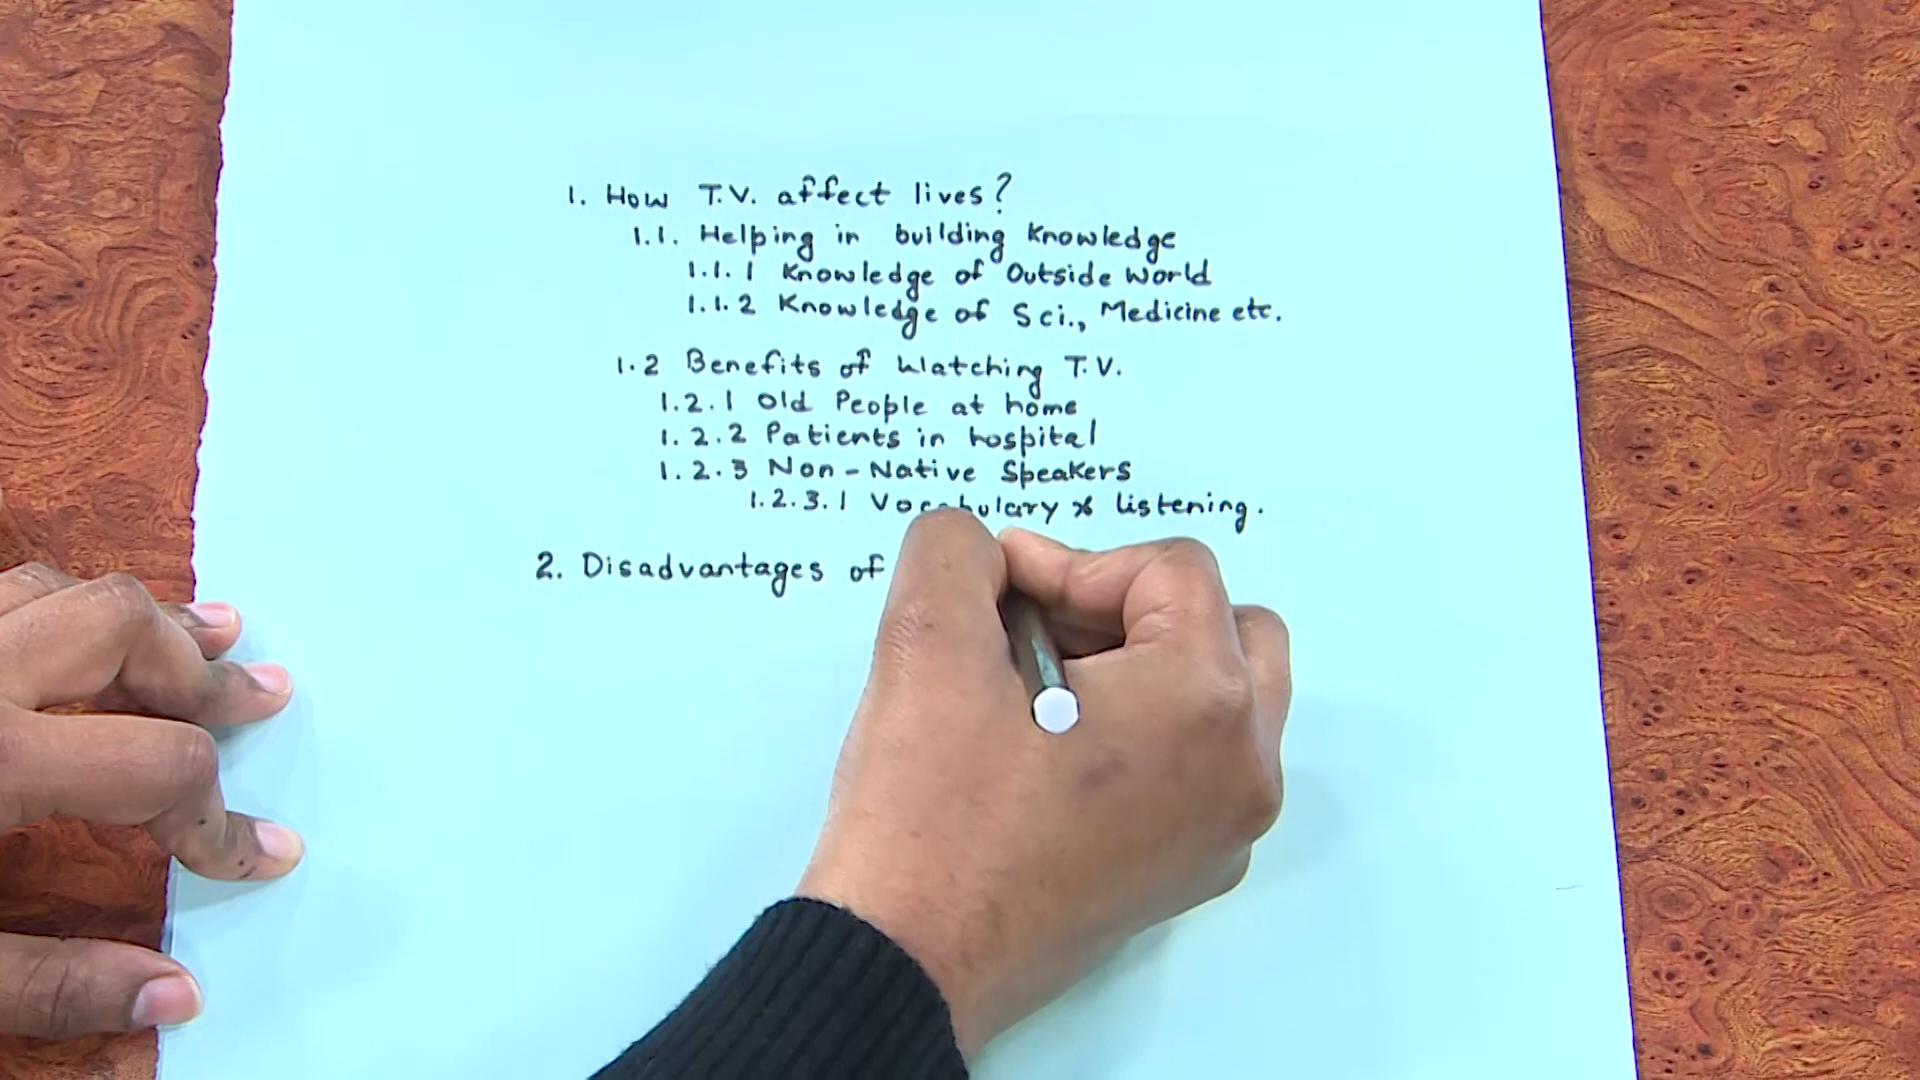 1. How T.V. affect lives?
1.1. Helping in building Knowledge
1.1.1 Knowledge of Outside World
1.1.2 Knowledge of Sci., Medicine etc.
1.2 Benefits of Watching T.V.
1.2.1 Old People at home
1.2.2 Patients in hospital
1.2.3 Non-Native Speakers
1.2.3.1 Vocabulary & listening.
2. Disadvantages of